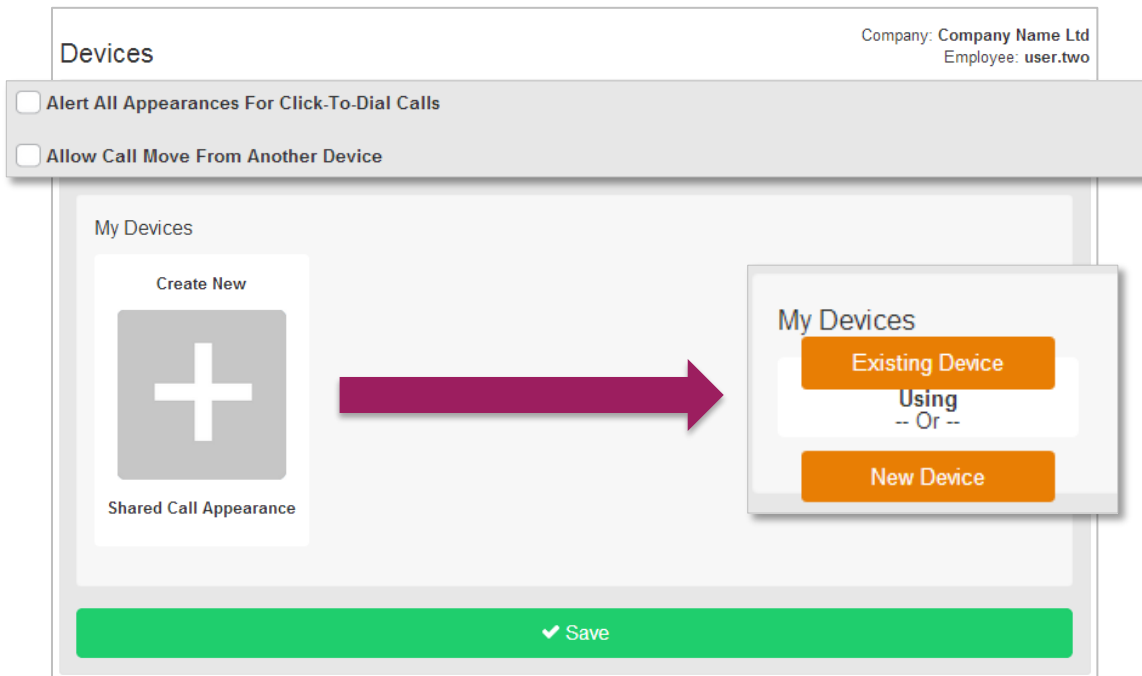 Devices
Company: Company Name Ltd
Employee: user.two
Alert All Appearances For Click-To-Dial Calls
Allow Call Move From Another Device
My Devices
Create New
Shared Call Appearance
My Devices
Existing Device
Using
-- Or --
New Device
Save